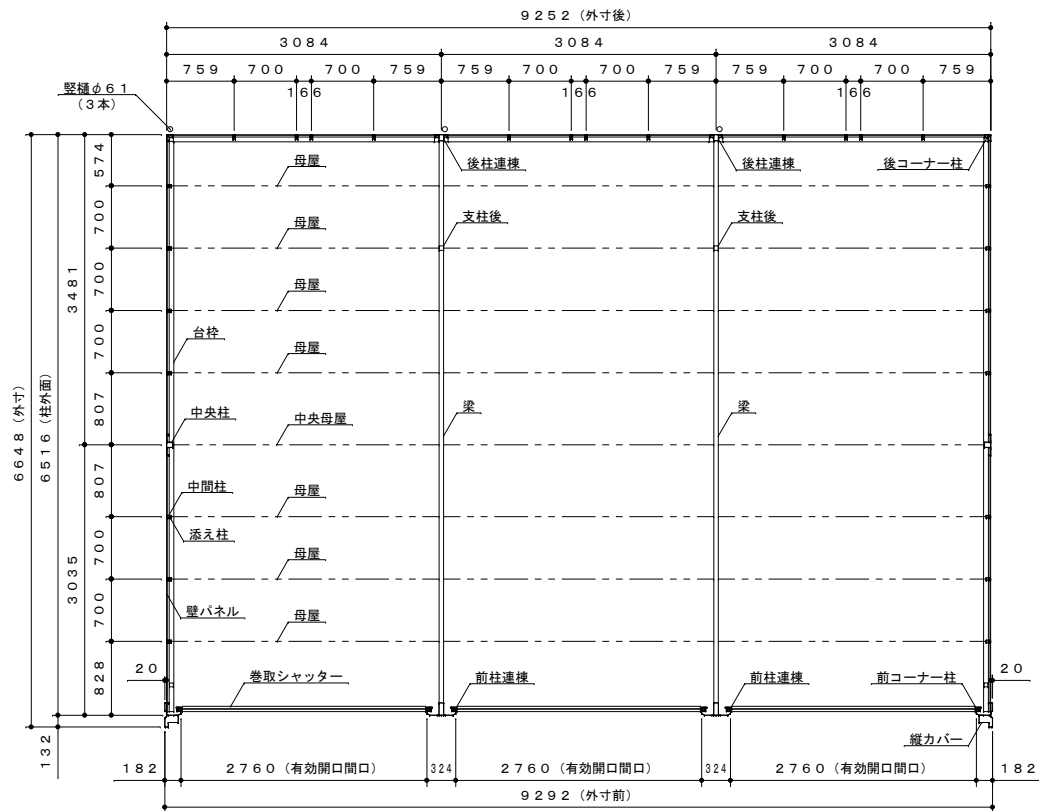 ９２５２（外寸後）
３０８４ ３０８４ ３０８４
７５９ ７００ ７００ ７５９ ７５９ ７００ ７００ ７５９ ７５９ ７００ ７００ ７５９
１６６ １６６ １６６
竪樋φ６１
（３本）
後柱連棟 後柱連棟 後コーナー柱
５７４
母屋
７００
母屋 支柱後 支柱後
７００
母屋
３４８１
台枠
７００
母屋
８０７
中央柱 中央母屋 梁 梁
６６４８（外寸）
６５１６（柱外面）
８０７
中間柱 母屋
添え柱
７００
母屋
３０３５
７００
壁パネル 母屋
８２８
２０ 巻取シャッター 前柱連棟 前柱連棟 前コーナー柱 ２０
縦カバー
１３２
１８２ ２７６０（有効開口間口） 324 ２７６０（有効開口間口） 324 ２７６０（有効開口間口） １８２
９２９２（外寸前）